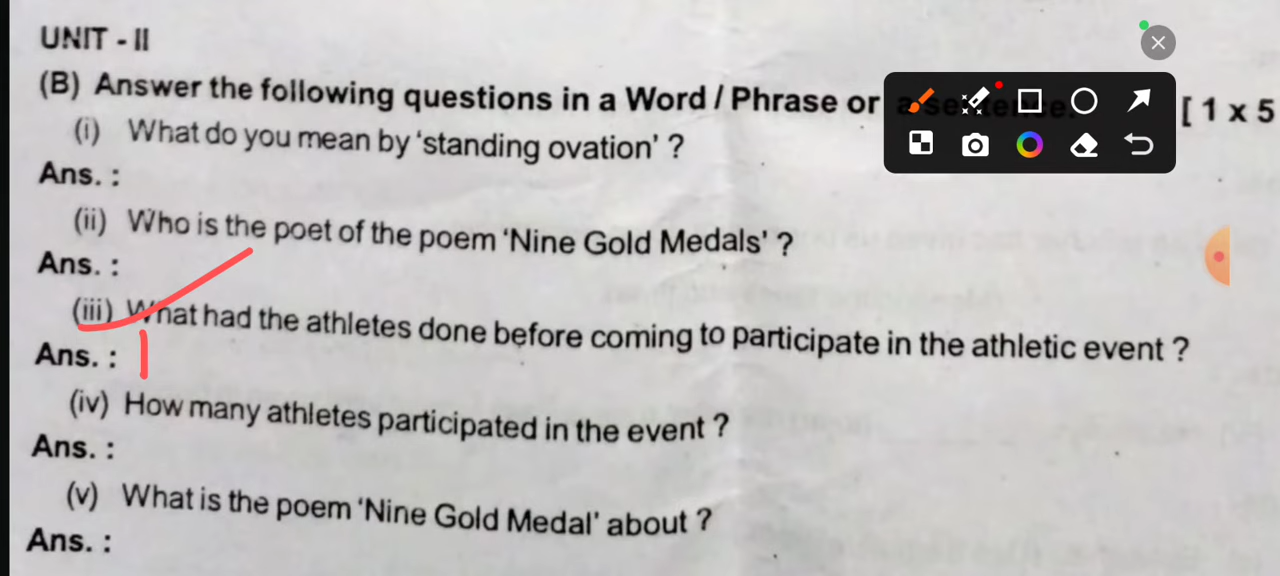 UNIT - II
(B) Answer the following questions in a Word / Phrase or a sentence. [ 1 x 5
(i) What do you mean by ‘standing ovation’ ?
Ans. :
(ii) Who is the poet of the poem ‘Nine Gold Medals’ ?
Ans. :
(iii) What had the athletes done before coming to participate in the athletic event ?
Ans. :
(iv) How many athletes participated in the event ?
Ans. :
(v) What is the poem ‘Nine Gold Medal’ about ?
Ans. :